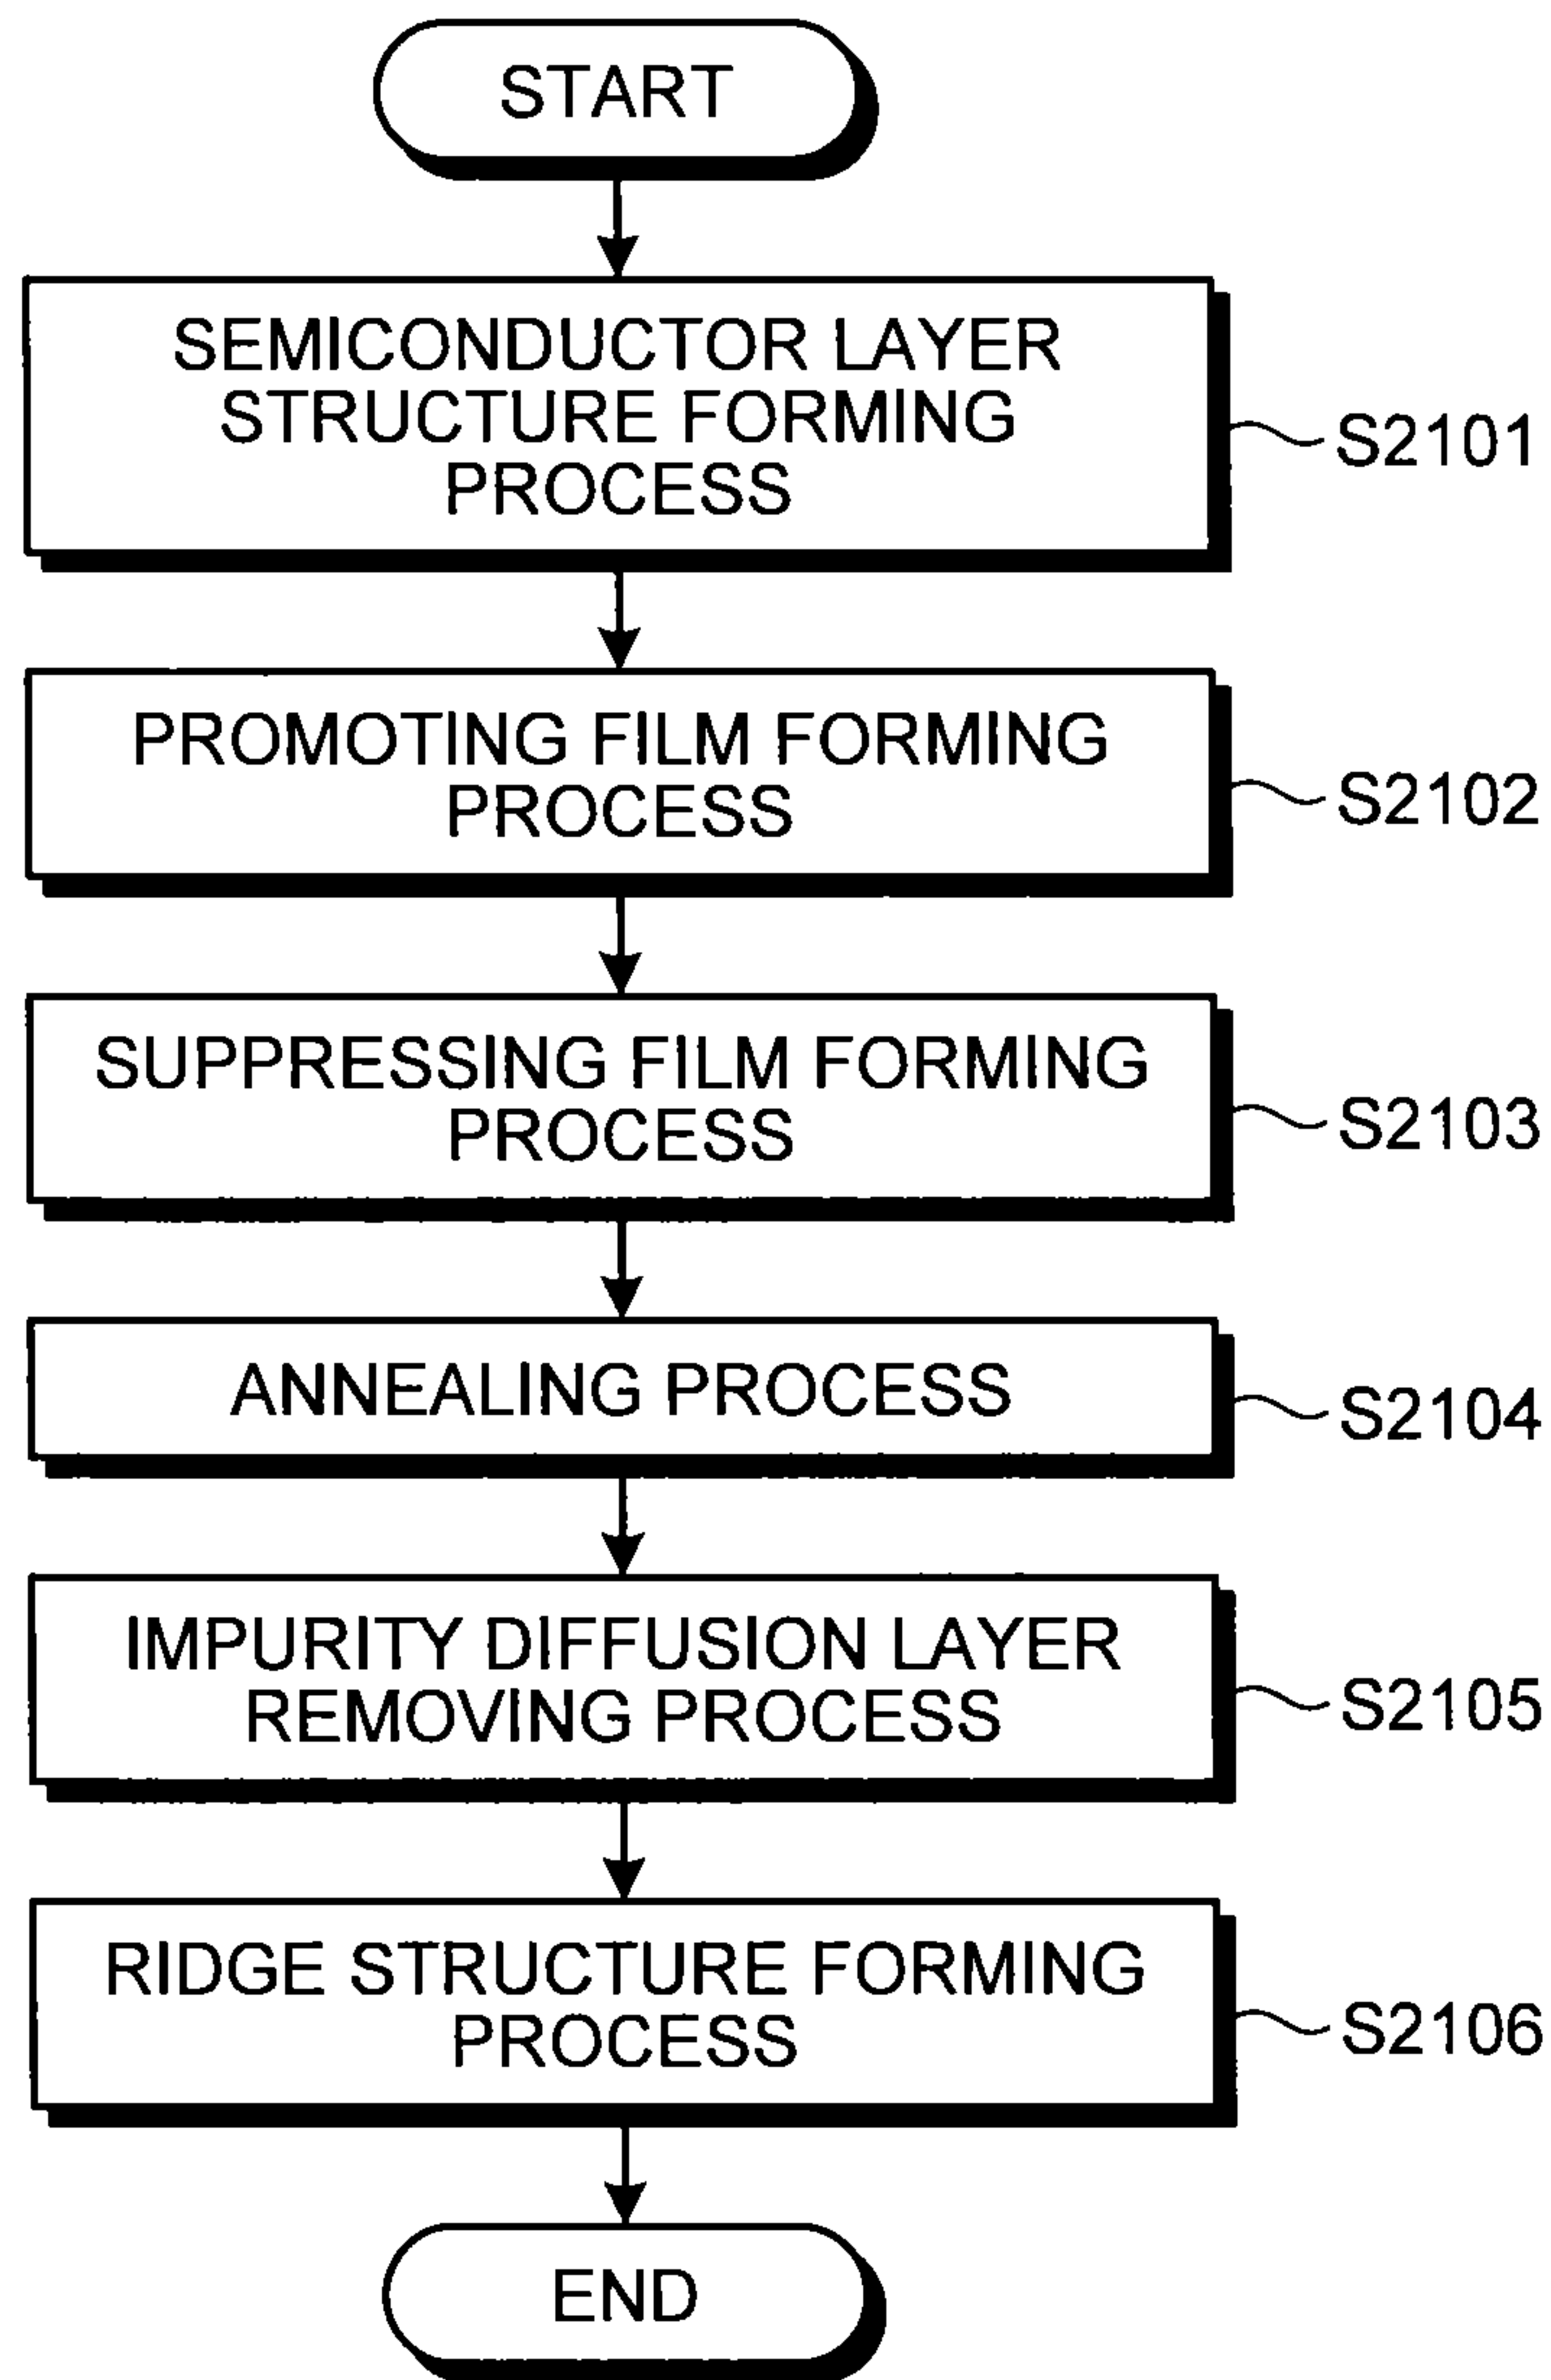 START
SEMICONDUCTOR LAYER
STRUCTURE FORMING
PROCESS
S2101
PROMOTING FILM FORMING
PROCESS
S2102
SUPPRESSING FILM FORMING
PROCESS
S2103
ANNEALING PROCESS
S2104
IMPURITY DIFFUSION LAYER
REMOVING PROCESS
S2105
RIDGE STRUCTURE FORMING
PROCESS
S2106
END